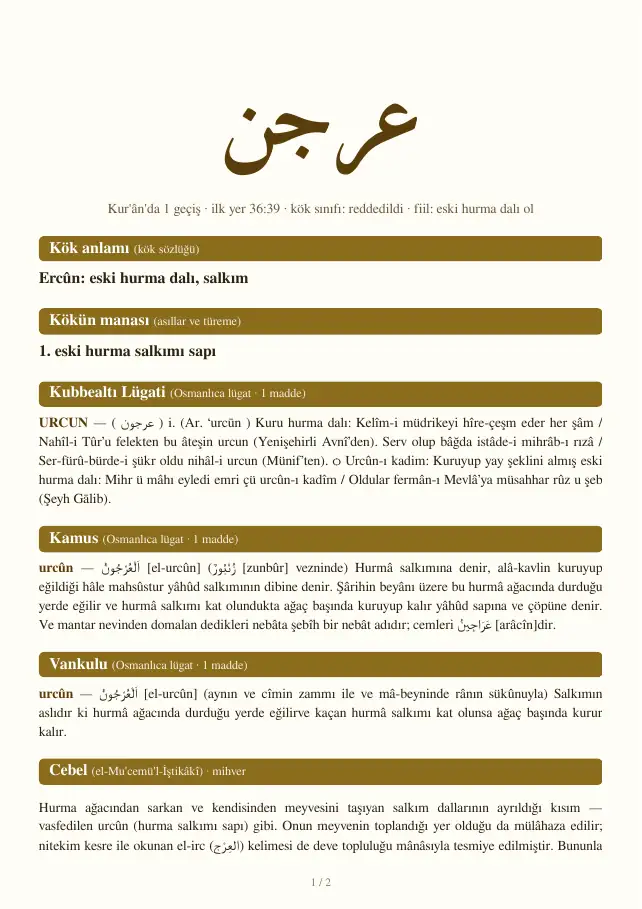 عرجن
Kur'ân'da 1 geçiş · ilk yer 36:39 · kök sınıfı: reddedildi · fiil: eski hurma dalı ol
Kök anlamı (kök sözlüğü)
Ercûn: eski hurma dalı, salkım
Kökün manası (asıllar ve türeme)
1. eski hurma salkımı sapı
Kubbealtı Lügati (Osmanlıca lügat · 1 madde)
URCUN — ( عرجون ) i. (Ar. ‘urcūn ) Kuru hurma dalı: Kelîm-i müdrikeyi hîre-çeşm eder her şâm /
Nahîl-i Tûr’u felekten bu âteşin urcun (Yenişehirli Avnî’den). Serv olup bâğda istâde-i mihrâb-ı rızâ /
Ser-fürû-bürde-i şükr oldu nihâl-i urcun (Münif’ten). ѻ Urcûn-ı kadim: Kuruyup yay şeklini almış eski
hurma dalı: Mihr ü mâhı eyledi emri çü urcûn-ı kadîm / Oldular fermân-ı Mevlâ’ya müsahhar rûz u şeb
(Şeyh Gālib).
Kamus (Osmanlıca lügat · 1 madde)
urcûn — اَلْعُرْجُونُ [el-urcûn] (زُنْبُورٌ [zunbûr] vezninde) Hurmâ salkımına denir, alâ-kavlin kuruyup
eğildiği hâle mahsûstur yâhûd salkımının dibine denir. Şârihin beyânı üzere bu hurmâ ağacında durduğu
yerde eğilir ve hurmâ salkımı kat olundukta ağaç başında kuruyup kalır yâhûd sapına ve çöpüne denir.
Ve mantar nevinden domalan dedikleri nebâta şebîh bir nebât adıdır; cemleri عَرَاجِينُ [arâcîn]dir.
Vankulu (Osmanlıca lügat · 1 madde)
urcûn — اَلْعُرْجُونُ [el-urcûn] (aynın ve cîmin zammı ile ve mâ-beyninde rânın sükûnuyla) Salkımın
aslıdır ki hurmâ ağacında durduğu yerde eğilirve kaçan hurmâ salkımı kat olunsa ağaç başında kurur
kalır.
Cebel (el-Mu'cemü'l-İştikâkî) · mihver
Hurma ağacından sarkan ve kendisinden meyvesini taşıyan salkım dallarının ayrıldığı kısım —
vasfedilen urcûn (hurma salkımı sapı) gibi. Onun meyvenin toplandığı yer olduğu da mülâhaza edilir;
nitekim kesre ile okunan el-irc (العِرْج) kelimesi de deve topluluğu mânâsıyla tesmiye edilmiştir. Bununla
1 / 2